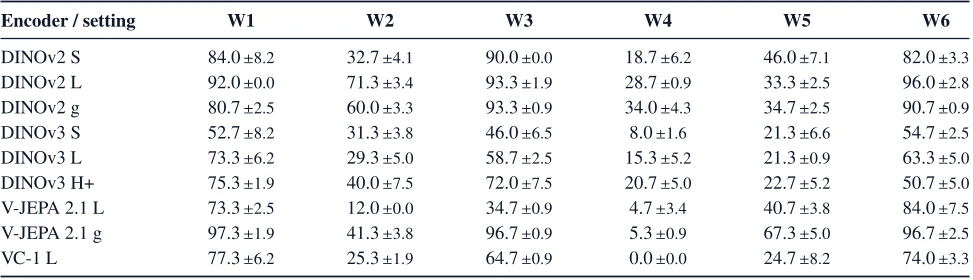 Encoder / setting W1 W2 W3 W4 W5 W6
DINOv2 S 84.0 ±8.2 32.7 ±4.1 90.0 ±0.0 18.7 ±6.2 46.0 ±7.1 82.0 ±3.3
DINOv2 L 92.0 ±0.0 71.3 ±3.4 93.3 ±1.9 28.7 ±0.9 33.3 ±2.5 96.0 ±2.8
DINOv2 g 80.7 ±2.5 60.0 ±3.3 93.3 ±0.9 34.0 ±4.3 34.7 ±2.5 90.7 ±0.9
DINOv3 S 52.7 ±8.2 31.3 ±3.8 46.0 ±6.5 8.0 ±1.6 21.3 ±6.6 54.7 ±2.5
DINOv3 L 73.3 ±6.2 29.3 ±5.0 58.7 ±2.5 15.3 ±5.2 21.3 ±0.9 63.3 ±5.0
DINOv3 H+ 75.3 ±1.9 40.0 ±7.5 72.0 ±7.5 20.7 ±5.0 22.7 ±5.2 50.7 ±5.0
V-JEPA 2.1 L 73.3 ±2.5 12.0 ±0.0 34.7 ±0.9 4.7 ±3.4 40.7 ±3.8 84.0 ±7.5
V-JEPA 2.1 g 97.3 ±1.9 41.3 ±3.8 96.7 ±0.9 5.3 ±0.9 67.3 ±5.0 96.7 ±2.5
VC-1 L 77.3 ±6.2 25.3 ±1.9 64.7 ±0.9 0.0 ±0.0 24.7 ±8.2 74.0 ±3.3